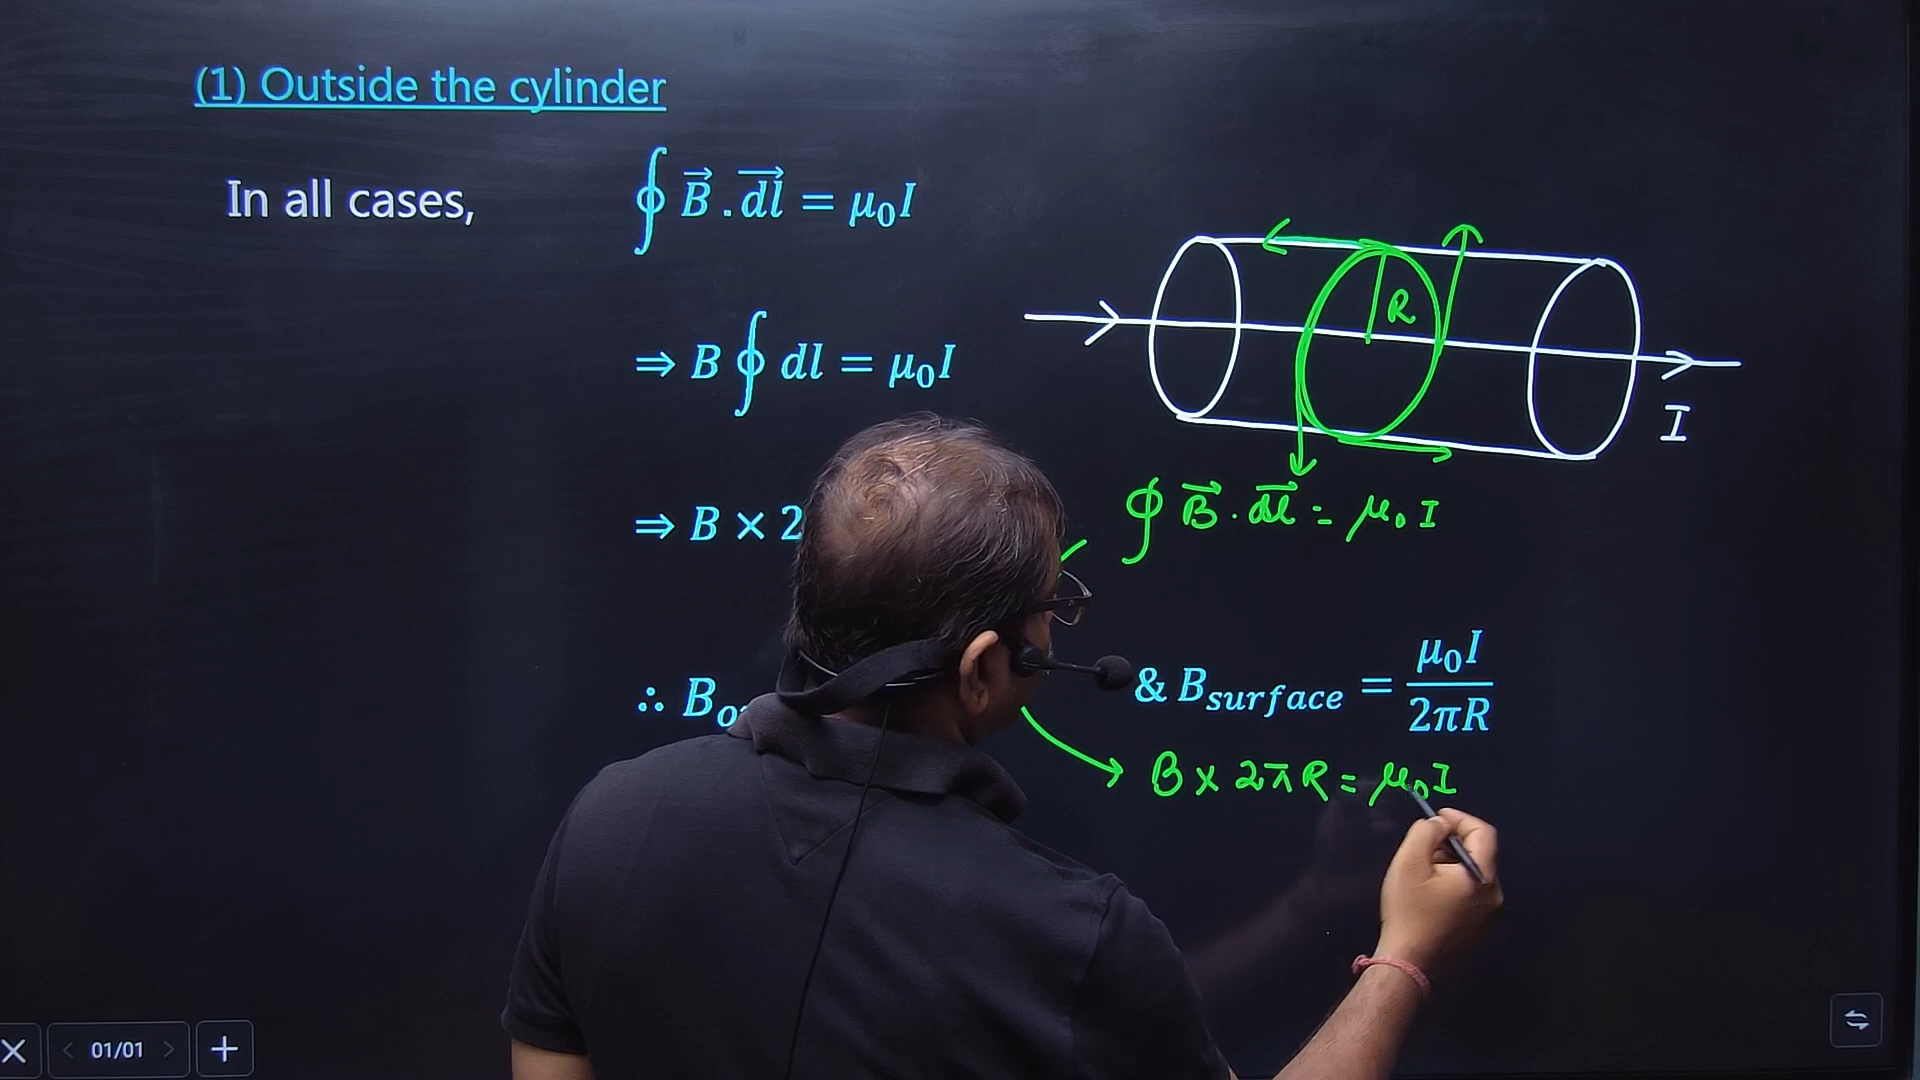 (1) Outside the cylinder
In all cases, ∮ B⃗ . dl⃗ = μ₀I
⇒ B ∮ dl = μ₀I
R
I
⇒ B × 2
∮ B⃗ . dl⃗ = μ₀ I
∴ B
& B_surface = μ₀I / 2πR
B × 2πR = μ₀I
01/01